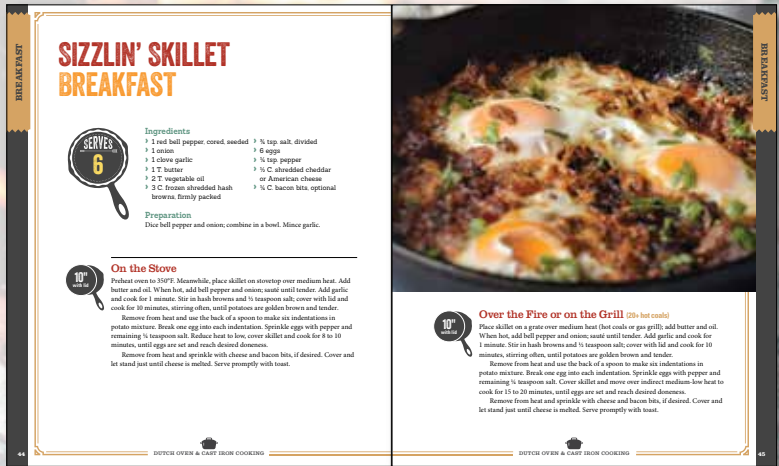 BREAKFAST
SIZZLIN' SKILLET
BREAKFAST
SERVES
6
Ingredients
› 1 red bell pepper, cored, seeded
› 1 onion
› 1 clove garlic
› 1 T. butter
› 2 T. vegetable oil
› 3 C. frozen shredded hash
browns, firmly packed
› ¾ tsp. salt, divided
› 6 eggs
› ¼ tsp. pepper
› ½ C. shredded cheddar
or American cheese
› ¼ C. bacon bits, optional
Preparation
Dice bell pepper and onion; combine in a bowl. Mince garlic.
10"
with lid
On the Stove
Preheat oven to 350°F. Meanwhile, place skillet on stovetop over medium heat. Add
butter and oil. When hot, add bell pepper and onion; sauté until tender. Add garlic
and cook for 1 minute. Stir in hash browns and ½ teaspoon salt; cover with lid and
cook for 10 minutes, stirring often, until potatoes are golden brown and tender.
Remove from heat and use the back of a spoon to make six indentations in
potato mixture. Break one egg into each indentation. Sprinkle eggs with pepper and
remaining ¼ teaspoon salt. Reduce heat to low, cover skillet and cook for 8 to 10
minutes, until eggs are set and reach desired doneness.
Remove from heat and sprinkle with cheese and bacon bits, if desired. Cover and
let stand just until cheese is melted. Serve promptly with toast.
44
DUTCH OVEN & CAST IRON COOKING
BREAKFAST
10"
with lid
Over the Fire or on the Grill (20+ hot coals)
Place skillet on a grate over medium heat (hot coals or gas grill); add butter and oil.
When hot, add bell pepper and onion; sauté until tender. Add garlic and cook for
1 minute. Stir in hash browns and ½ teaspoon salt; cover with lid and cook for 10
minutes, stirring often, until potatoes are golden brown and tender.
Remove from heat and use the back of a spoon to make six indentations in
potato mixture. Break one egg into each indentation. Sprinkle eggs with pepper and
remaining ¼ teaspoon salt. Cover skillet and move over indirect medium-low heat to
cook for 15 to 20 minutes, until eggs are set and reach desired doneness.
Remove from heat and sprinkle with cheese and bacon bits, if desired. Cover and
let stand just until cheese is melted. Serve promptly with toast.
DUTCH OVEN & CAST IRON COOKING
45